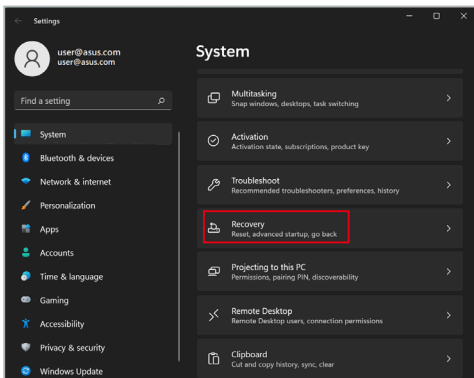 Settings
user@asus.com
user@asus.com
Find a setting
System
Bluetooth & devices
Network & internet
Personalization
Apps
Accounts
Time & language
Gaming
Accessibility
Privacy & security
Windows Update
System
Multitasking
Snap windows, desktops, task switching
Activation
Activation state, subscriptions, product key
Troubleshoot
Recommended troubleshooters, preferences, history
Recovery
Reset, advanced startup, go back
Projecting to this PC
Permissions, pairing PIN, discoverability
Remote Desktop
Remote Desktop users, connection permissions
Clipboard
Cut and copy history, sync, clear